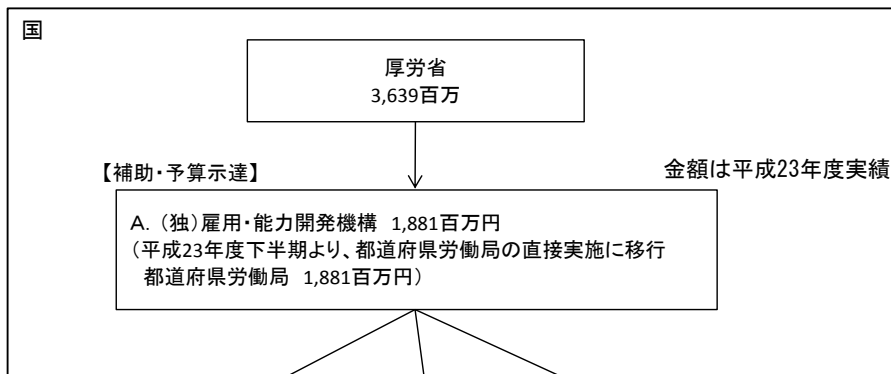 国
厚労省
3,639百万
【補助・予算示達】
金額は平成23年度実績
A.（独）雇用・能力開発機構 1,881百万円
（平成23年度下半期より、都道府県労働局の直接実施に移行
都道府県労働局 1,881百万円）